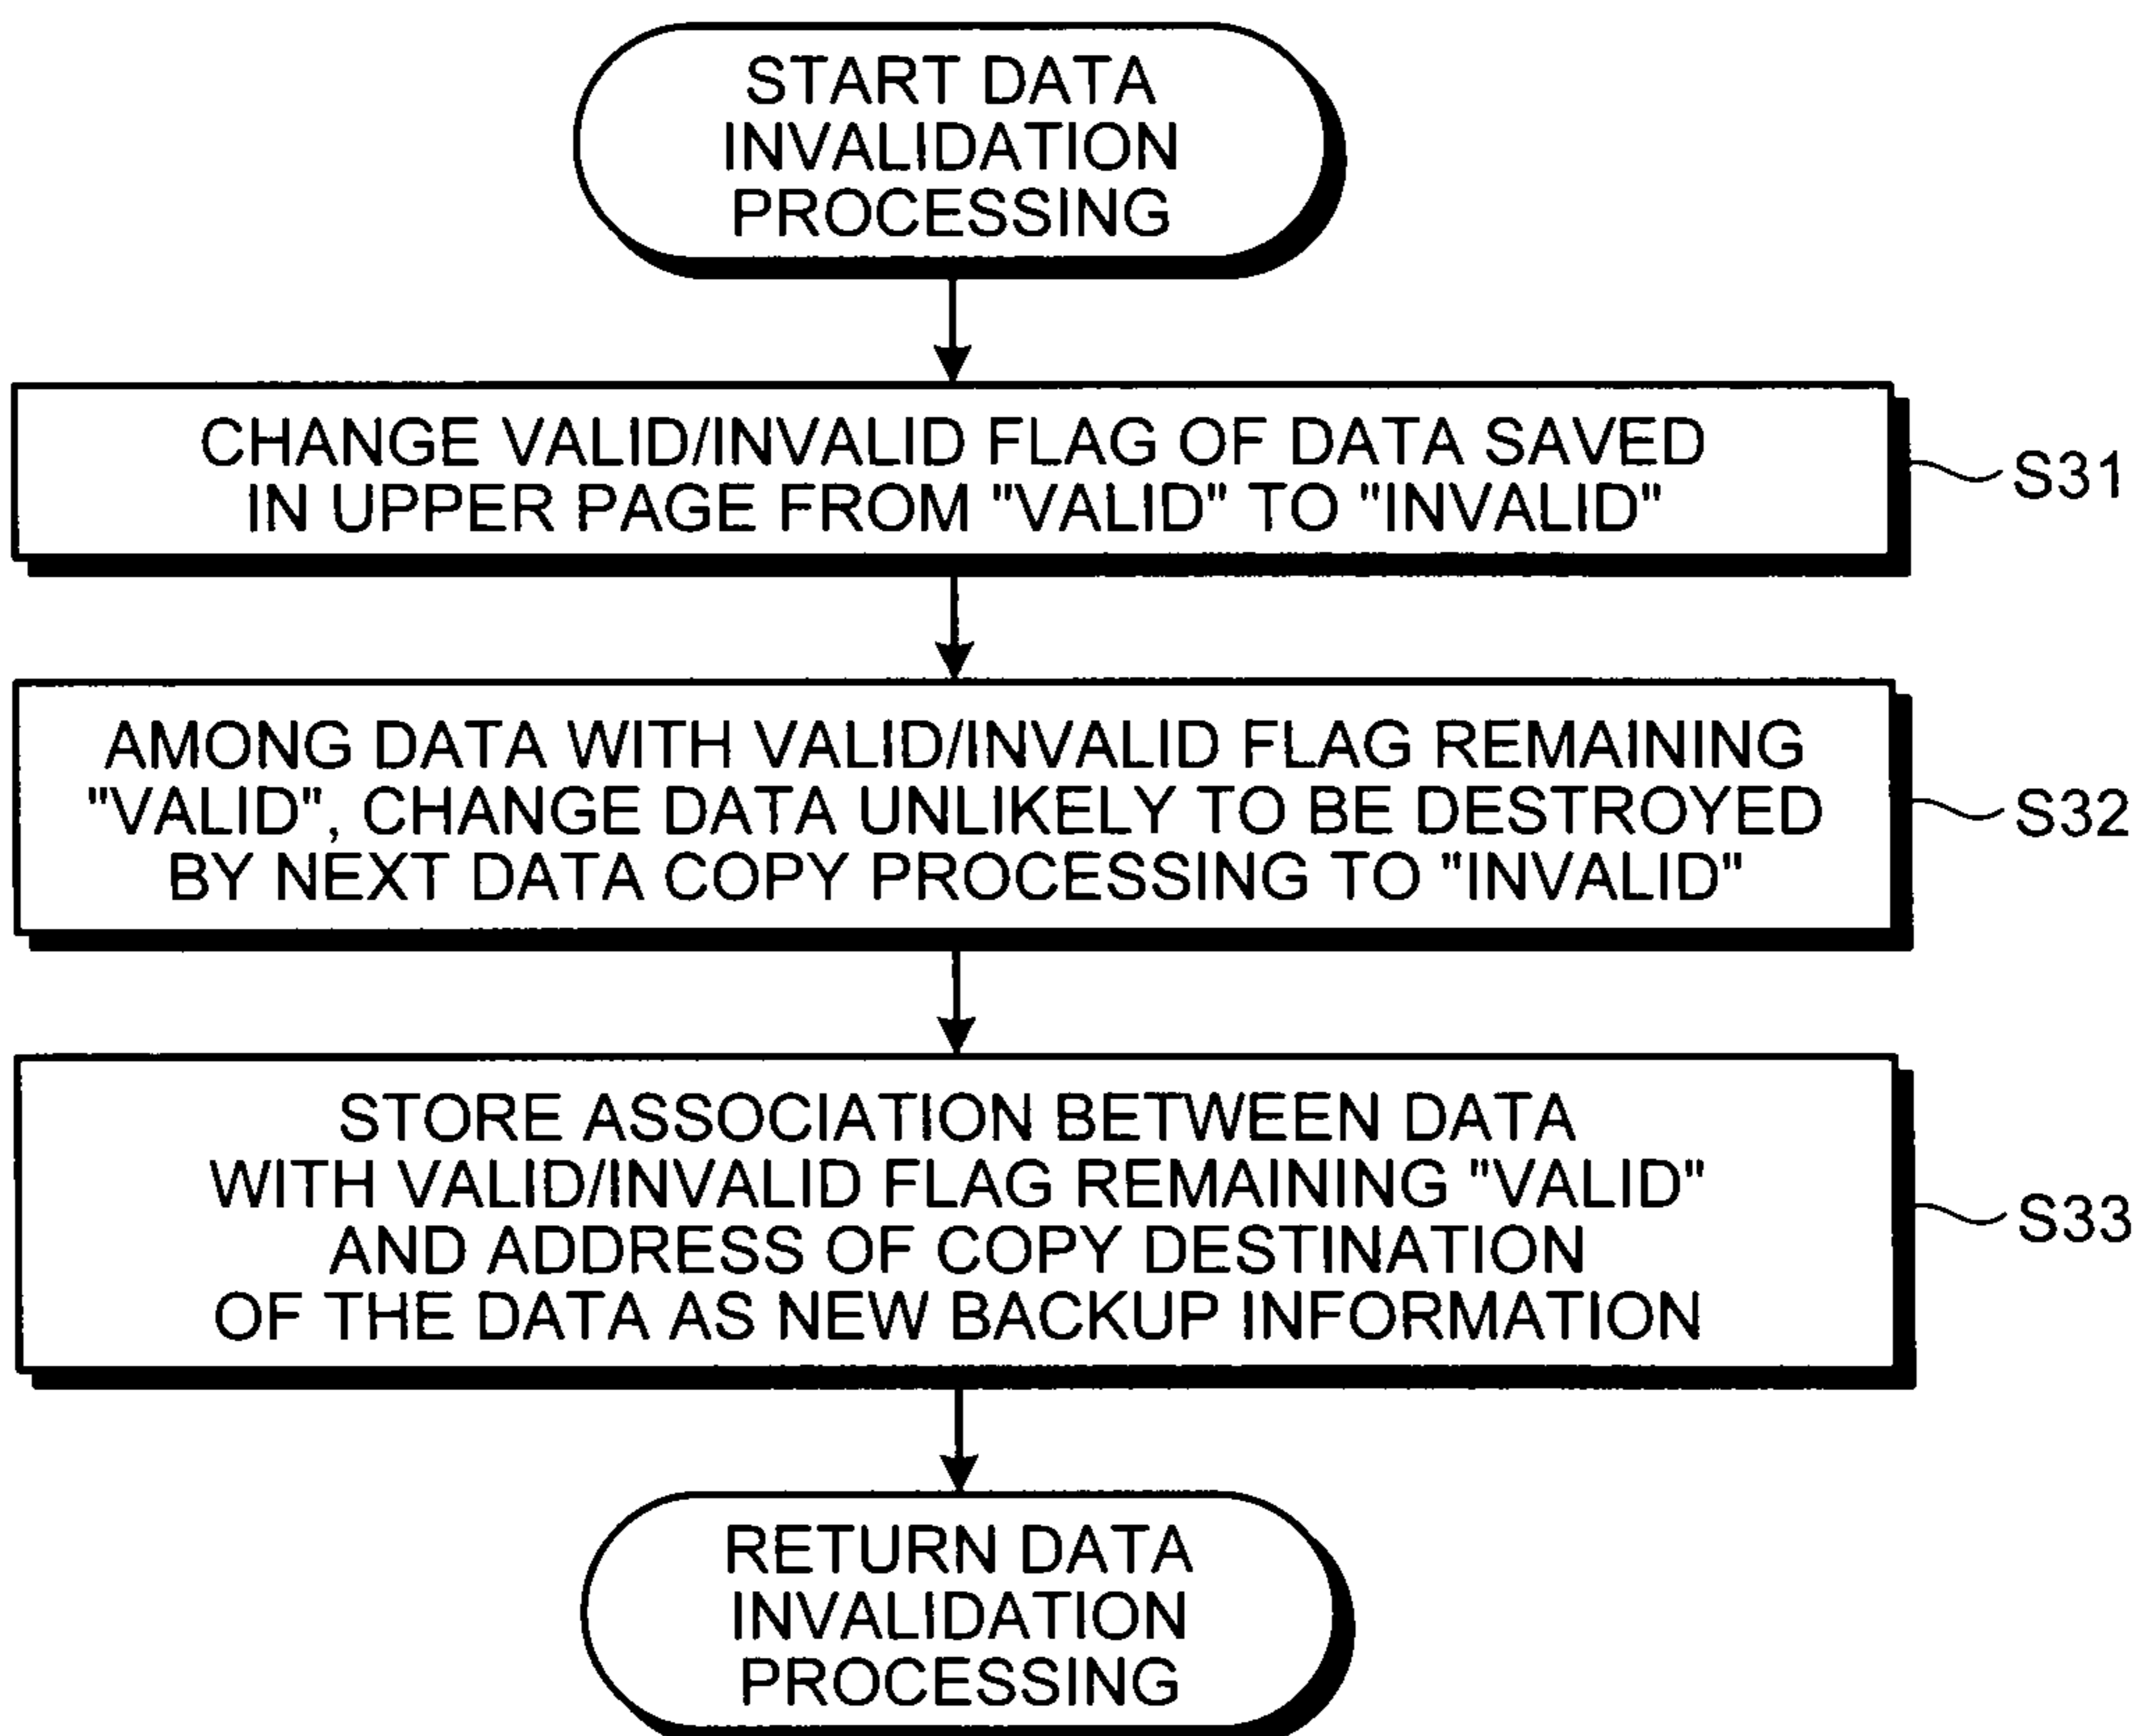 START DATA
INVALIDATION
PROCESSING
CHANGE VALID/INVALID FLAG OF DATA SAVED
IN UPPER PAGE FROM "VALID" TO "INVALID"
S31
AMONG DATA WITH VALID/INVALID FLAG REMAINING
"VALID", CHANGE DATA UNLIKELY TO BE DESTROYED
BY NEXT DATA COPY PROCESSING TO "INVALID"
S32
STORE ASSOCIATION BETWEEN DATA
WITH VALID/INVALID FLAG REMAINING "VALID"
AND ADDRESS OF COPY DESTINATION
OF THE DATA AS NEW BACKUP INFORMATION
S33
RETURN DATA
INVALIDATION
PROCESSING